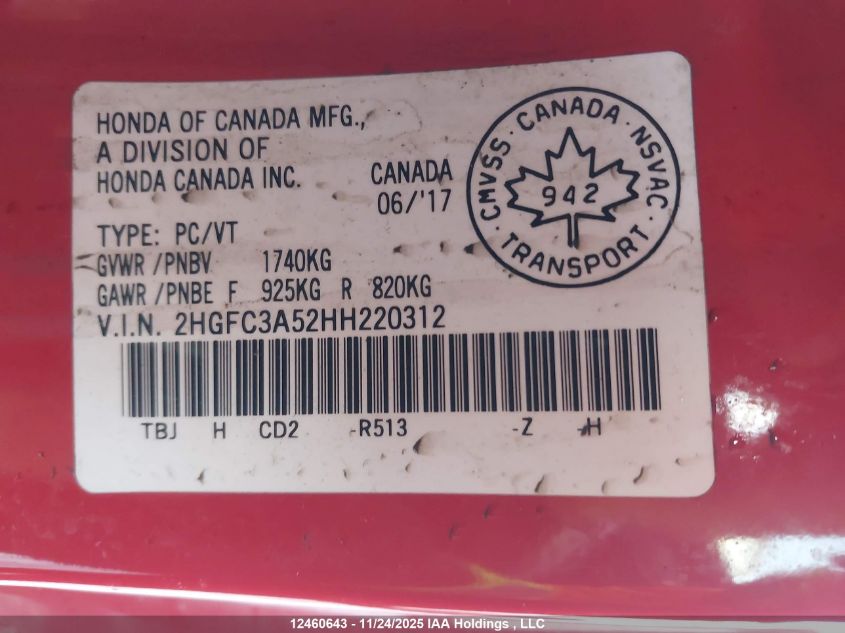 HONDA OF CANADA MFG.,
A DIVISION OF
HONDA CANADA INC.
CANADA
06/'17
TYPE: PC/VT
GVWR /PNBV 1740KG
GAWR /PNBE F 925KG R 820KG
V.I.N. 2HGFC3A52HH220312
TBJ H CD2 -R513 -Z -H
CMVSS · CANADA · NSVAC · TRANSPORT ·
942
12460643 - 11/24/2025 IAA Holdings , LLC